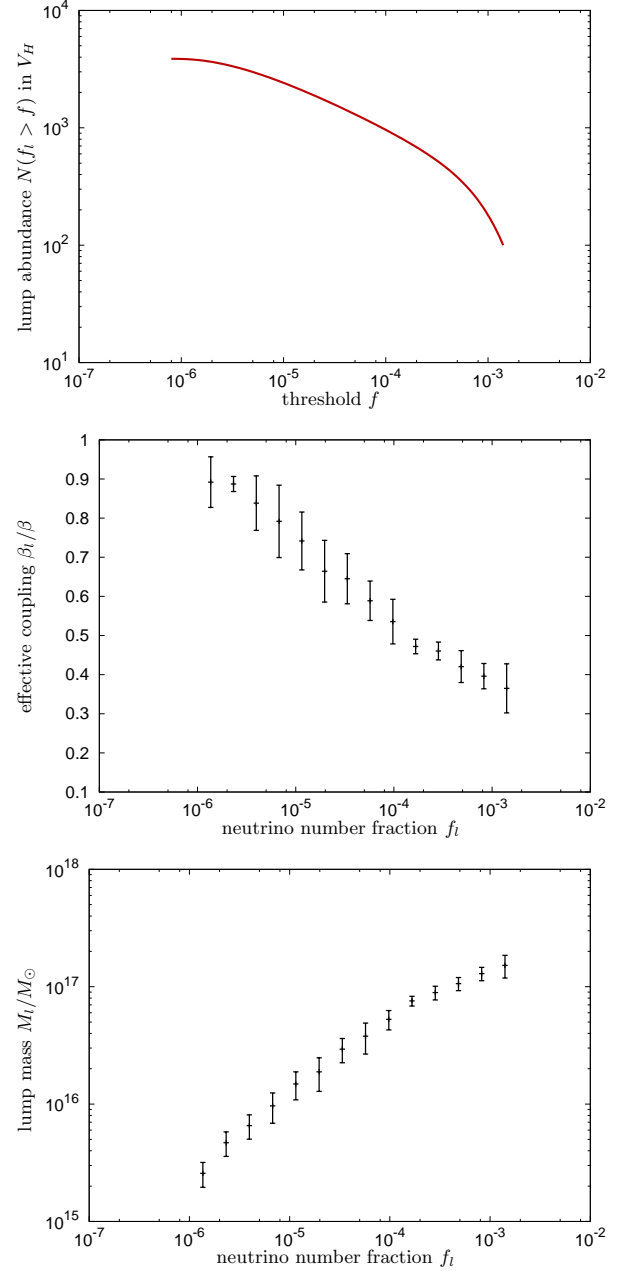 10^4
10^3
10^2
10^1
lump abundance N(f_l > f) in V_H
10^-7 10^-6 10^-5 10^-4 10^-3 10^-2
threshold f
1
0.9
0.8
0.7
0.6
0.5
0.4
0.3
0.2
0.1
effective coupling β_l/β
10^-7 10^-6 10^-5 10^-4 10^-3 10^-2
neutrino number fraction f_l
10^18
10^17
10^16
10^15
lump mass M_l/M_⊙
10^-7 10^-6 10^-5 10^-4 10^-3 10^-2
neutrino number fraction f_l